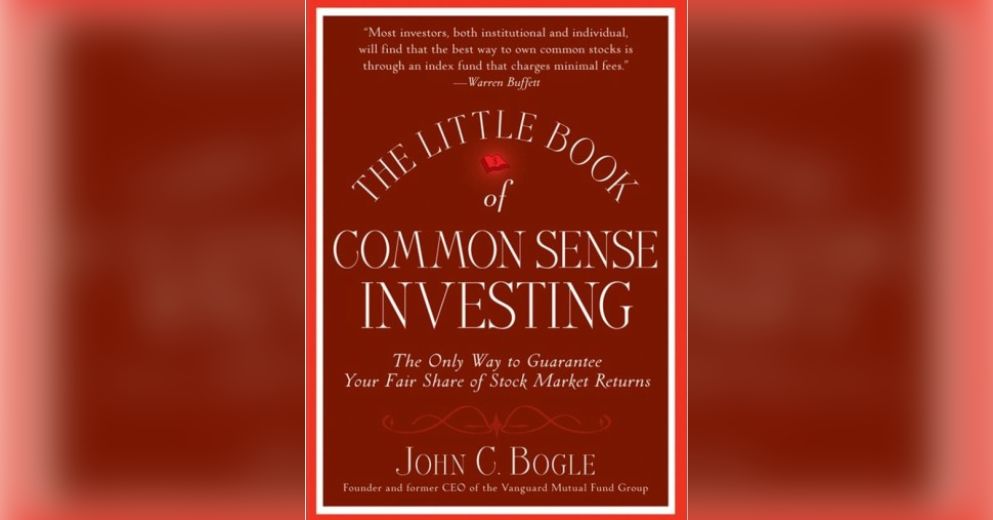 “Most investors, both institutional and individual,
will find that the best way to own common stocks is
through an index fund that charges minimal fees.”
—Warren Buffett
THE LITTLE BOOK
of
COMMON SENSE
INVESTING
The Only Way to Guarantee
Your Fair Share of Stock Market Returns
JOHN C. BOGLE
Founder and former CEO of the Vanguard Mutual Fund Group